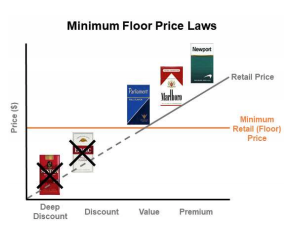 Minimum Floor Price Laws
Newport
Parliament
Marlboro
Retail Price
Minimum
Retail (Floor)
Price
Price ($)
Deep
Discount
Discount
Value
Premium